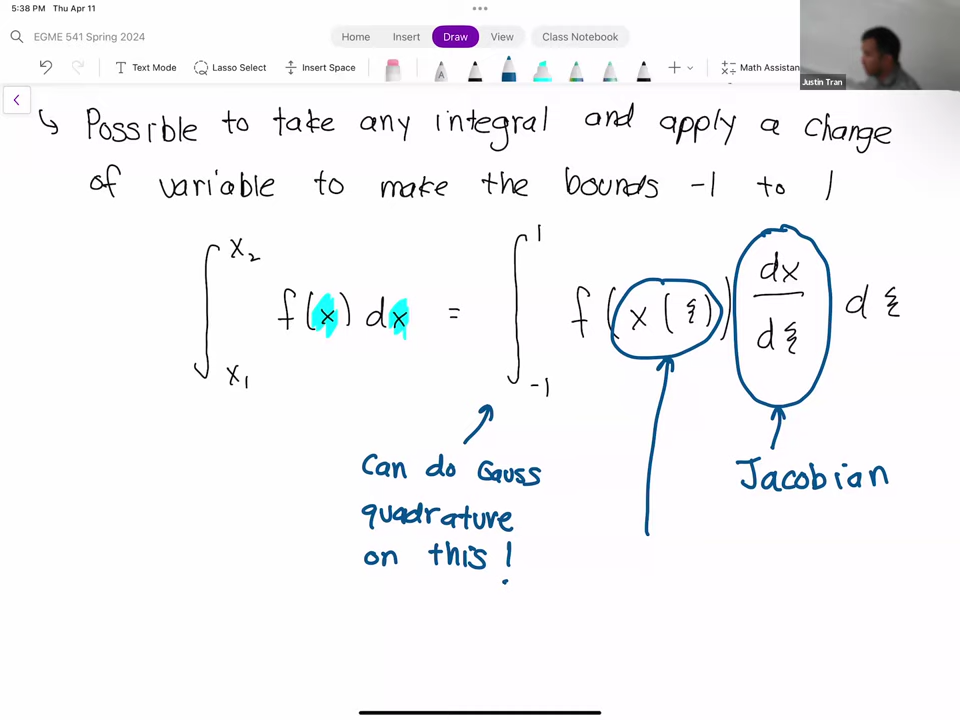 5:38 PM Thu Apr 11
EGME 541 Spring 2024
Home Insert Draw View Class Notebook
Text Mode Lasso Select Insert Space Math Assistan
Justin Tran
↳ Possible to take any integral and apply a change
of variable to make the bounds -1 to 1
∫_{x₁}^{x₂} f(x) dx = ∫_{-1}^{1} f(x(ξ)) dx/dξ dξ
Can do Gauss
quadrature
on this!
Jacobian